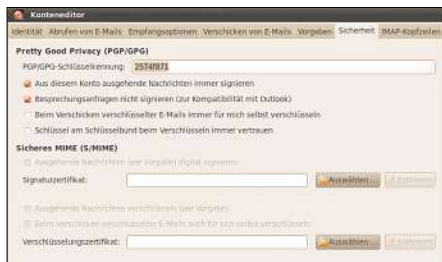 Konteneditor
Identität Abrufen von E-Mails Empfangsoptionen Verschicken von E-Mails Vorgaben Sicherheit IMAP-Kopfzeilen
Pretty Good Privacy (PGP/GPG)
PGP/GPG-Schlüsselkennung: 2574f871
Aus diesem Konto ausgehende Nachrichten immer signieren
Besprechungsanfragen nicht signieren (zur Kompatibilität mit Outlook)
Beim Verschicken verschlüsselter E-Mails immer für mich selbst verschlüsseln
Schlüssel am Schlüsselbund beim Verschlüsseln immer vertrauen
Sicheres MIME (S/MIME)
Ausgehende Nachrichten (per Vorgabe) digital signieren
Signaturzertifikat: Auswählen ... Entfernen
Ausgehende Nachrichten verschlüsseln (per Vorgabe)
Beim Verschicken verschlüsselter E-Mails auch für sich selbst verschlüsseln
Verschlüsselungszertifikat: Auswählen ... Entfernen